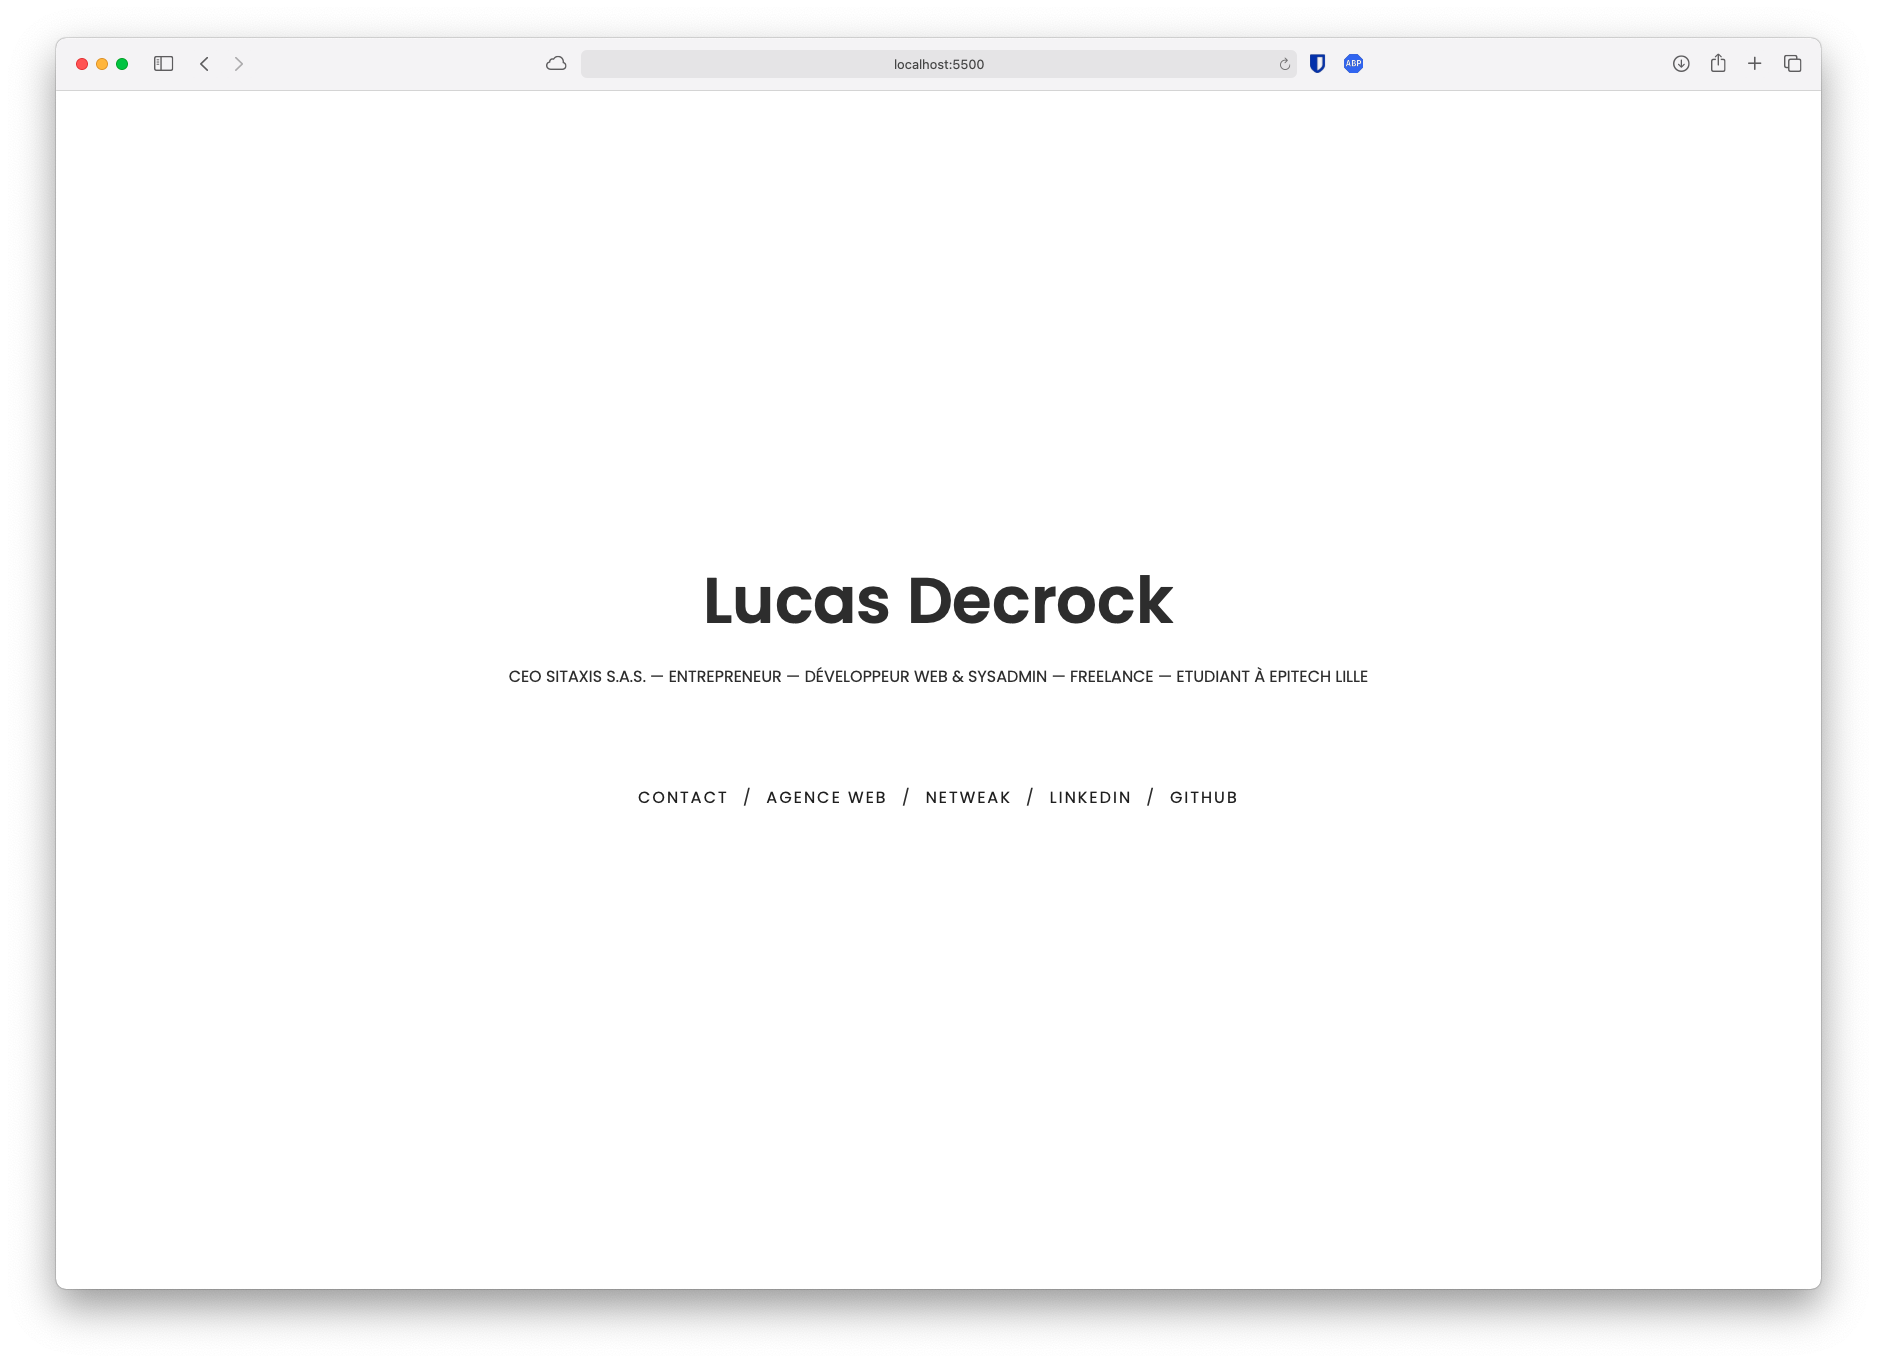 localhost:5500
ABP
Lucas Decrock
CEO SITAXIS S.A.S. — ENTREPRENEUR — DÉVELOPPEUR WEB & SYSADMIN — FREELANCE — ETUDIANT À EPITECH LILLE
CONTACT / AGENCE WEB / NETWEAK / LINKEDIN / GITHUB